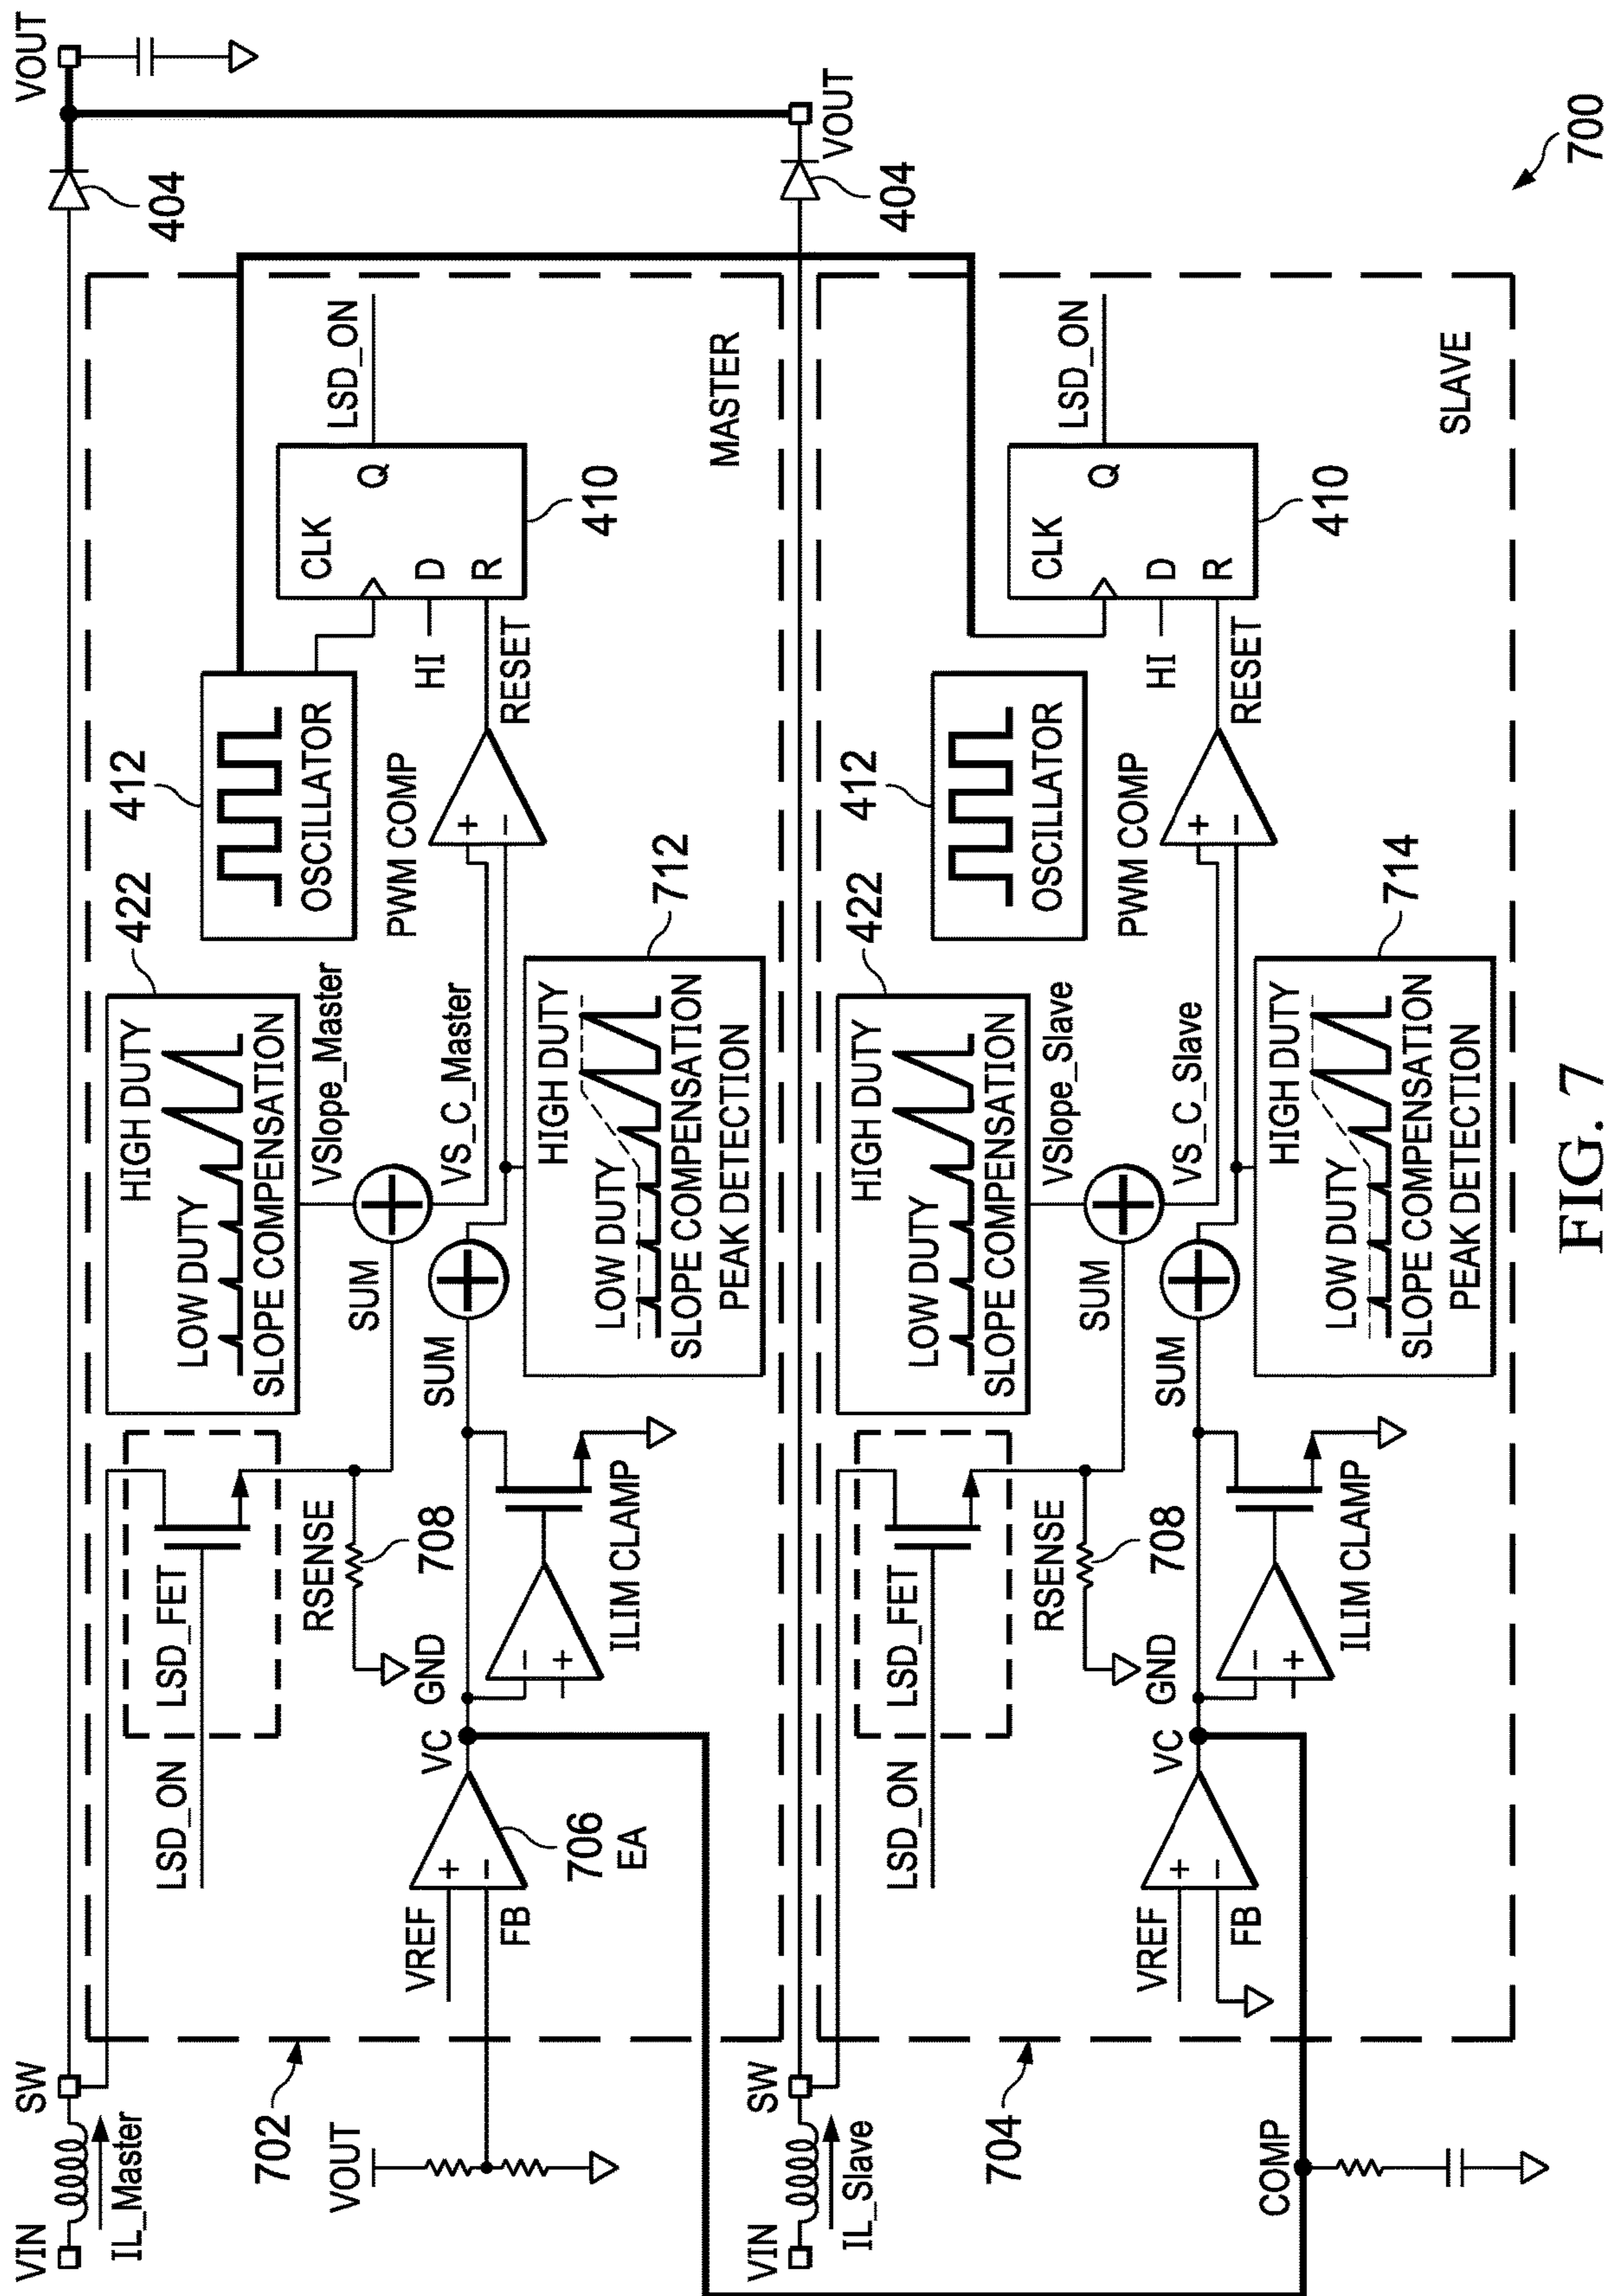 VIN
IL_Master
SW
VOUT
404
702
MASTER
LSD_ON
LSD_FET
RSENSE
708
GND
HIGH DUTY
LOW DUTY
SLOPE COMPENSATION
422
VSlope_Master
SUM
VS_C_Master
412
OSCILLATOR
CLK
D
R
Q
LSD_ON
410
HI
RESET
PWM COMP
+
−
VOUT
VREF
FB
+
−
706
EA
VC
−
+
ILIM CLAMP
SUM
HIGH DUTY
LOW DUTY
SLOPE COMPENSATION
PEAK DETECTION
712
VIN
IL_Slave
SW
VOUT
404
704
SLAVE
LSD_ON
LSD_FET
RSENSE
708
GND
HIGH DUTY
LOW DUTY
SLOPE COMPENSATION
422
VSlope_Slave
SUM
VS_C_Slave
412
OSCILLATOR
CLK
D
R
Q
LSD_ON
410
HI
RESET
PWM COMP
+
−
VREF
FB
+
−
VC
−
+
ILIM CLAMP
SUM
HIGH DUTY
LOW DUTY
SLOPE COMPENSATION
PEAK DETECTION
714
COMP
700
FIG. 7